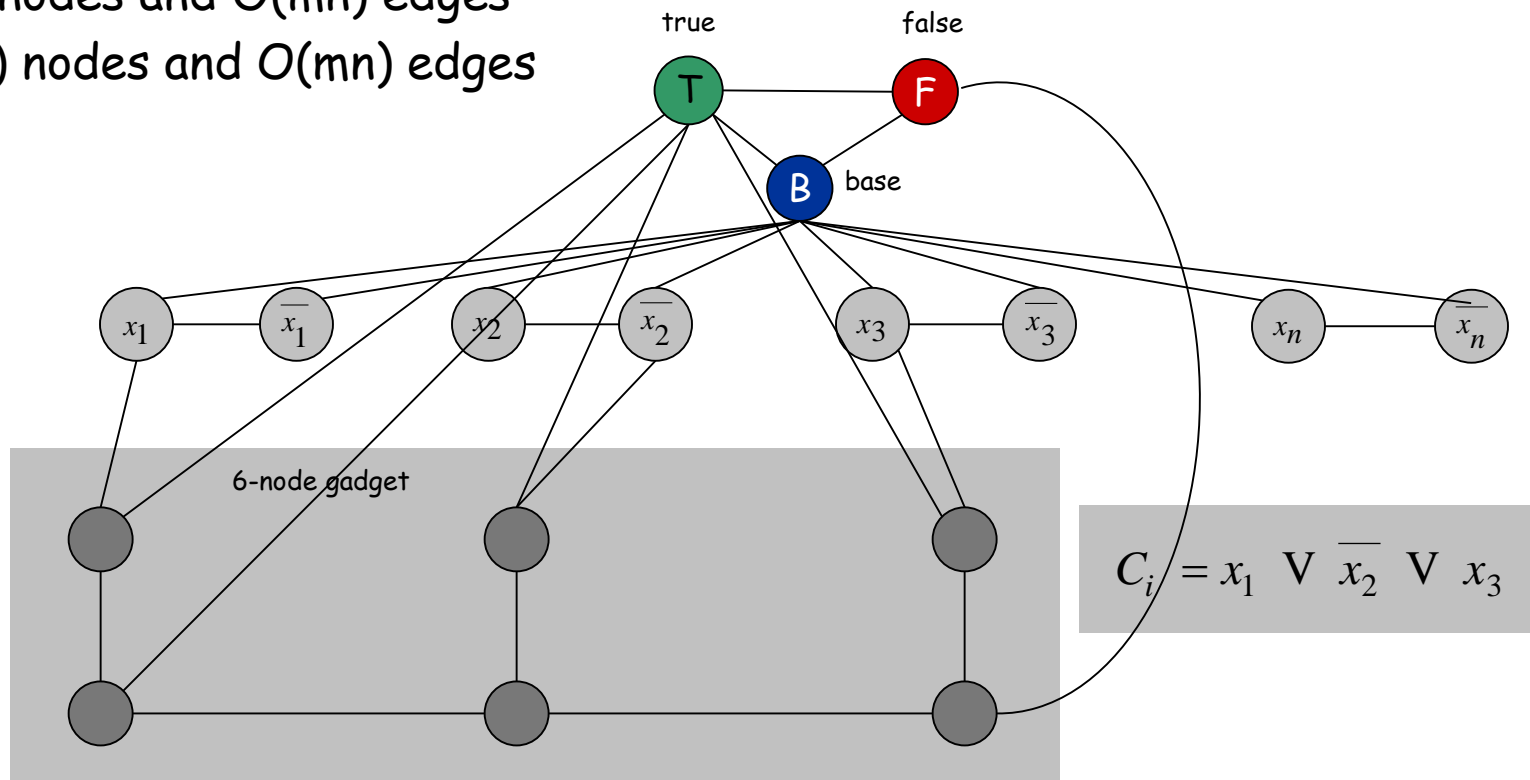 nodes and O(mn) edges
) nodes and O(mn) edges
true false
T F
B base
x₁ x̅₁ x₂ x̅₂ x₃ x̅₃ xₙ x̅ₙ
6-node gadget
Cᵢ = x₁ V x̅₂ V x₃